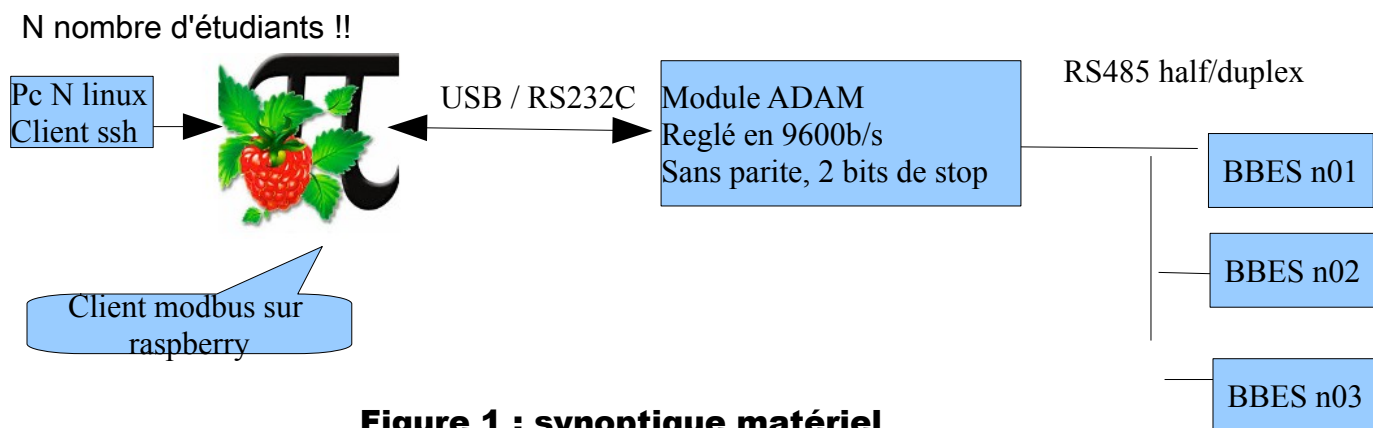 N nombre d'étudiants !!
Pc N linux
Client ssh
USB / RS232C
Module ADAM
Reglé en 9600b/s
Sans parite, 2 bits de stop
RS485 half/duplex
BBES n01
BBES n02
BBES n03
Client modbus sur
raspberry
Figure 1 : synoptique matériel